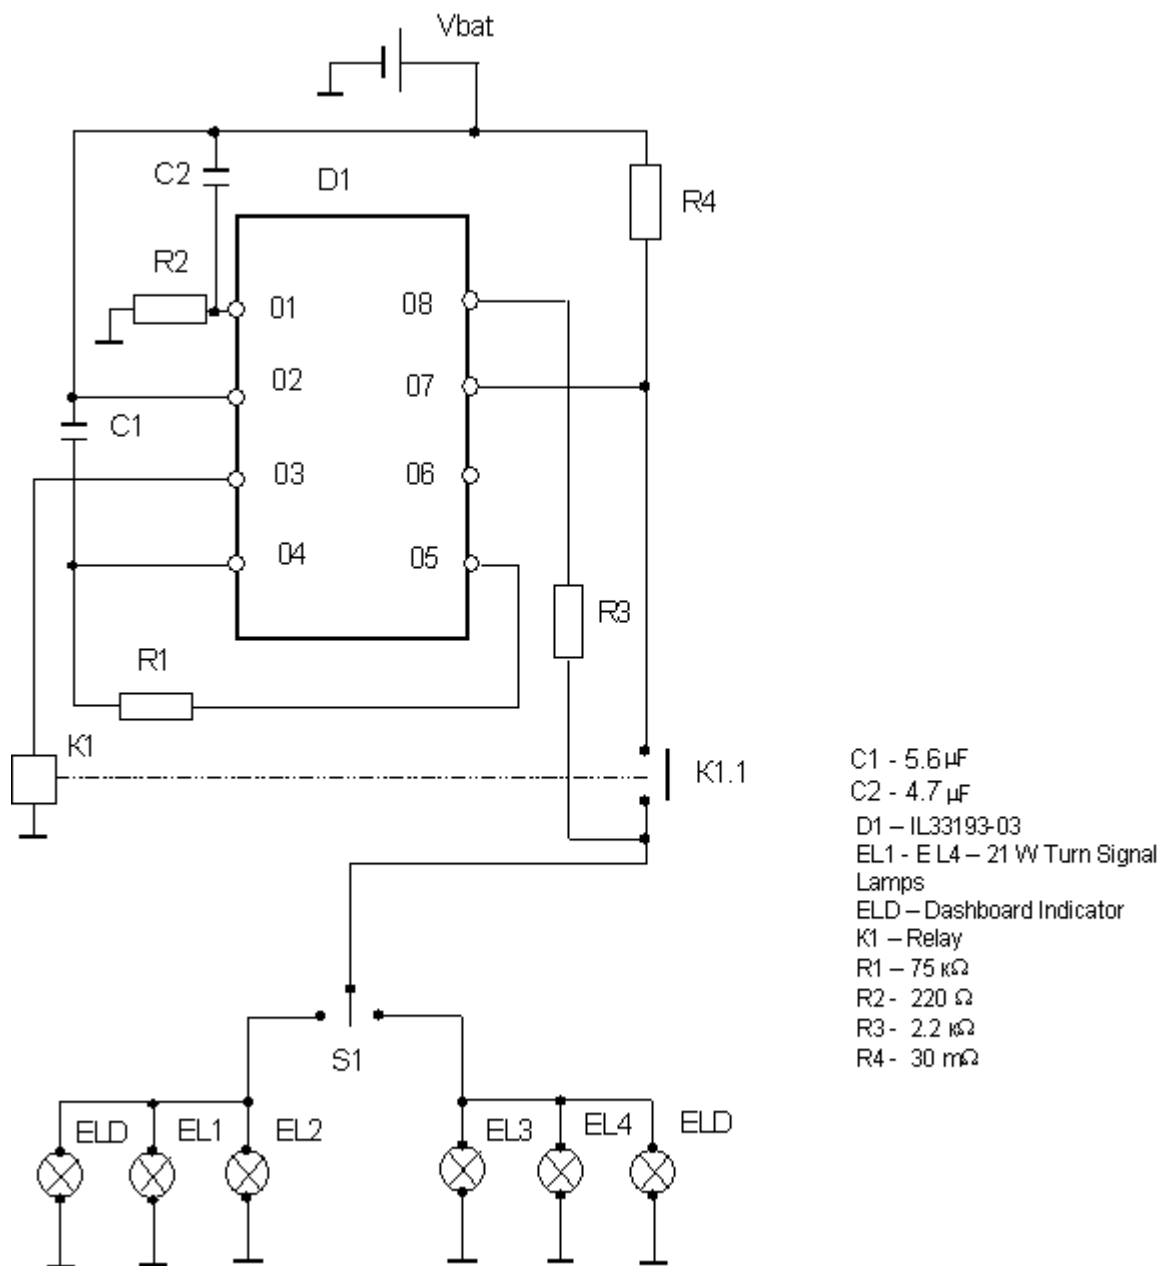 Vbat
C2
D1
R4
R2
01
08
02
07
C1
03
06
04
05
R3
R1
K1
K1.1
C1 - 5.6 µF
C2 - 4.7 µF
D1 – IL33193-03
EL1 - E L4 – 21 W Turn Signal
Lamps
ELD – Dashboard Indicator
K1 – Relay
R1 – 75 кΩ
R2 - 220 Ω
R3 - 2.2 кΩ
R4 - 30 mΩ
S1
ELD
EL1
EL2
EL3
EL4
ELD